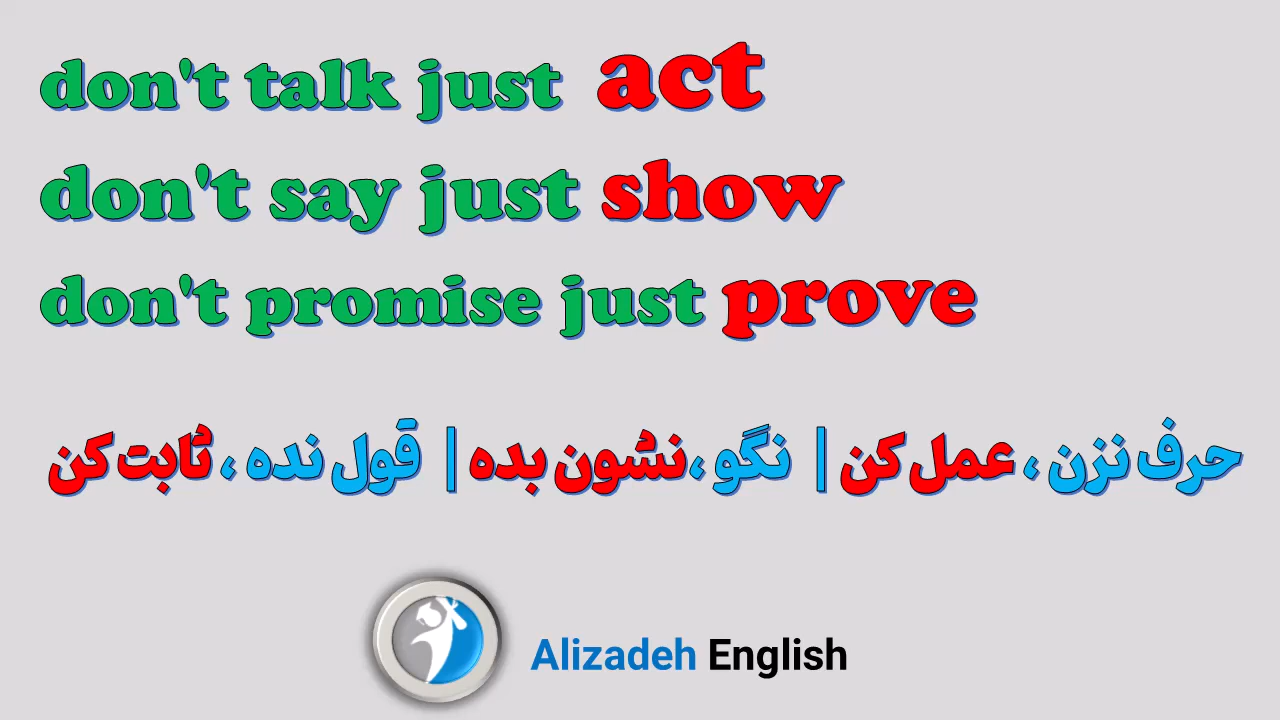 don't talk just act
don't say just show
don't promise just prove
حرف نزن ، عمل کن | نگو ، نشون بده | قول نده ، ثابت کن
Alizadeh English